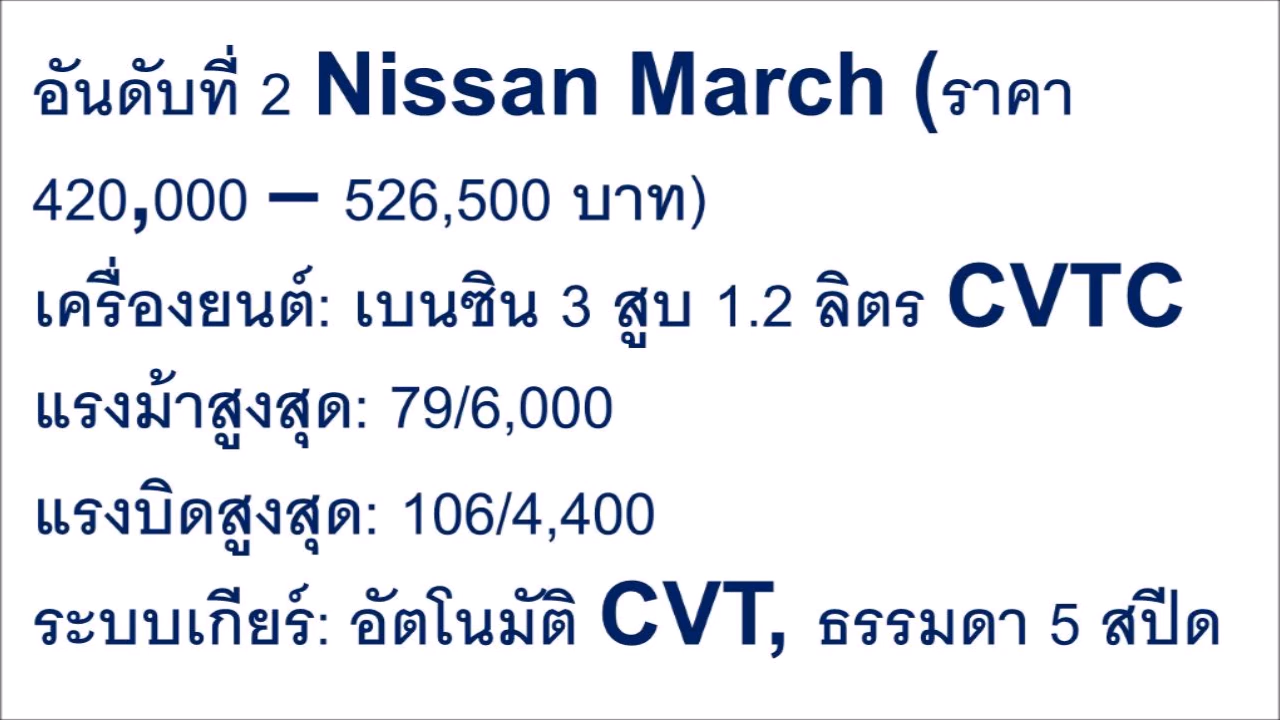 อันดับที่ 2 Nissan March (ราคา
420,000 – 526,500 บาท)
เครื่องยนต์: เบนซิน 3 สูบ 1.2 ลิตร CVTC
แรงม้าสูงสุด: 79/6,000
แรงบิดสูงสุด: 106/4,400
ระบบเกียร์: อัตโนมัติ CVT, ธรรมดา 5 สปีด